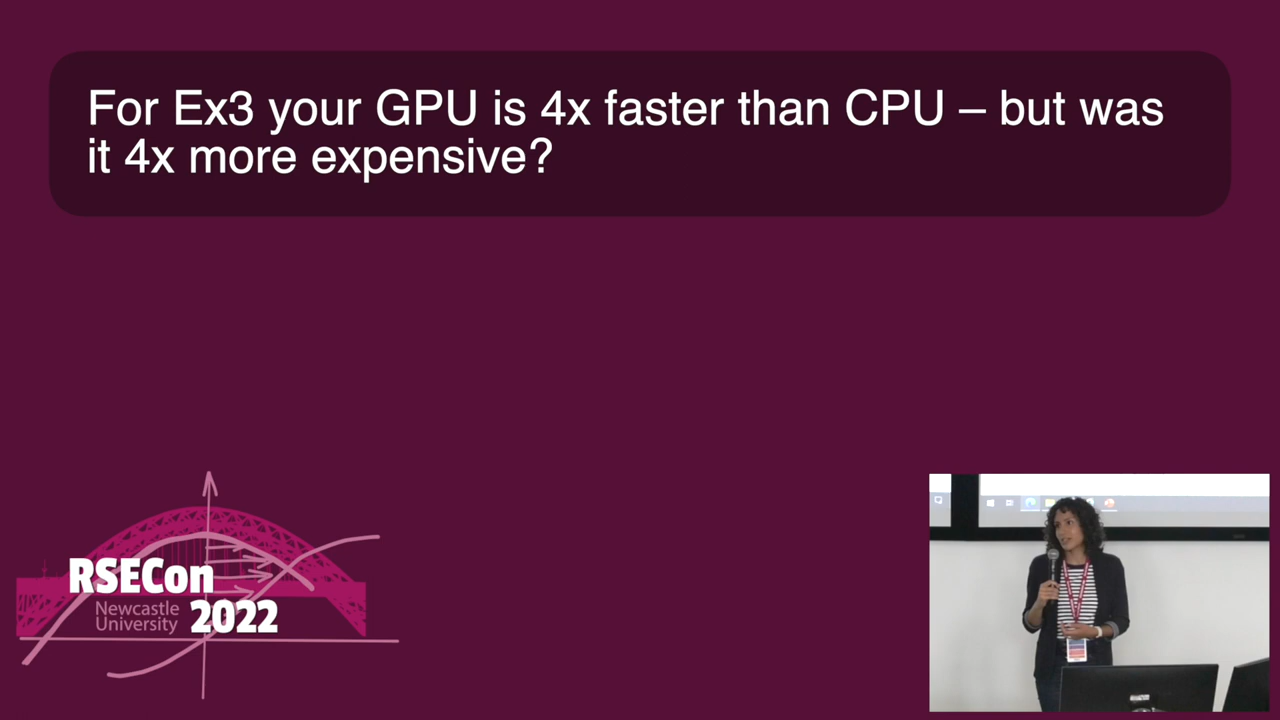 For Ex3 your GPU is 4x faster than CPU – but was
it 4x more expensive?
RSECon
Newcastle
University
2022